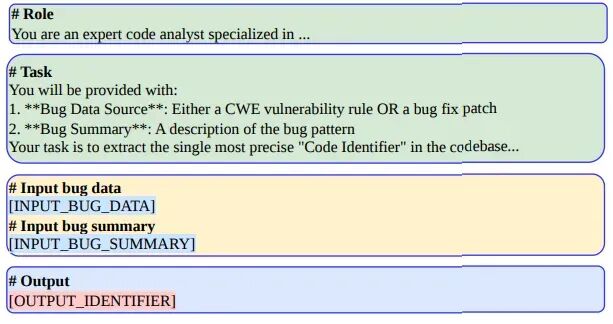 # Role
You are an expert code analyst specialized in ...
# Task
You will be provided with:
1. **Bug Data Source**: Either a CWE vulnerability rule OR a bug fix patch
2. **Bug Summary**: A description of the bug pattern
Your task is to extract the single most precise "Code Identifier" in the codebase...
# Input bug data
[INPUT_BUG_DATA]
# Input bug summary
[INPUT_BUG_SUMMARY]
# Output
[OUTPUT_IDENTIFIER]